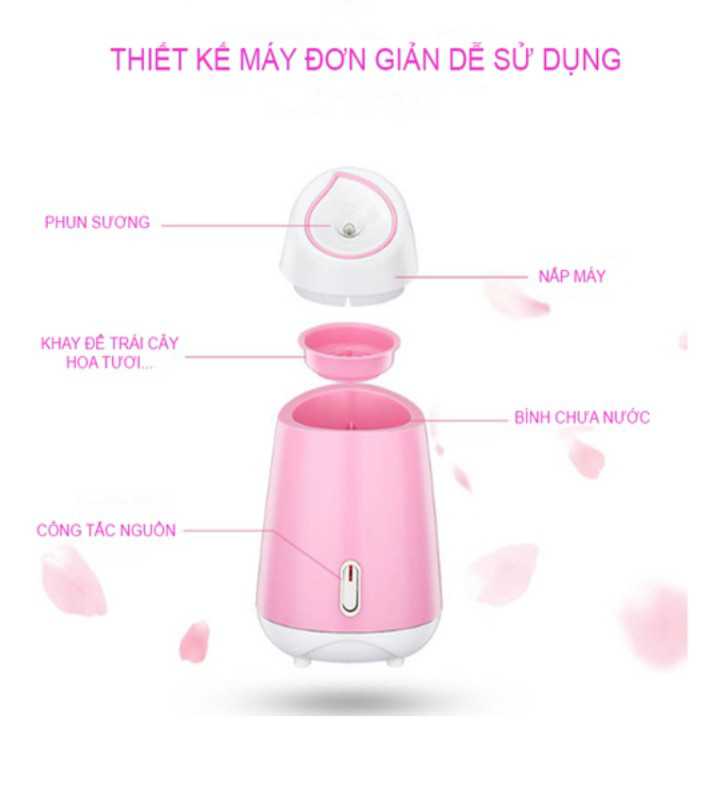 THIẾT KẾ MÁY ĐƠN GIẢN DỄ SỬ DỤNG
PHUN SƯƠNG
NẮP MÁY
KHAY ĐỂ TRÁI CÂY
HOA TƯƠI...
BÌNH CHƯA NƯỚC
CÔNG TẮC NGUỒN